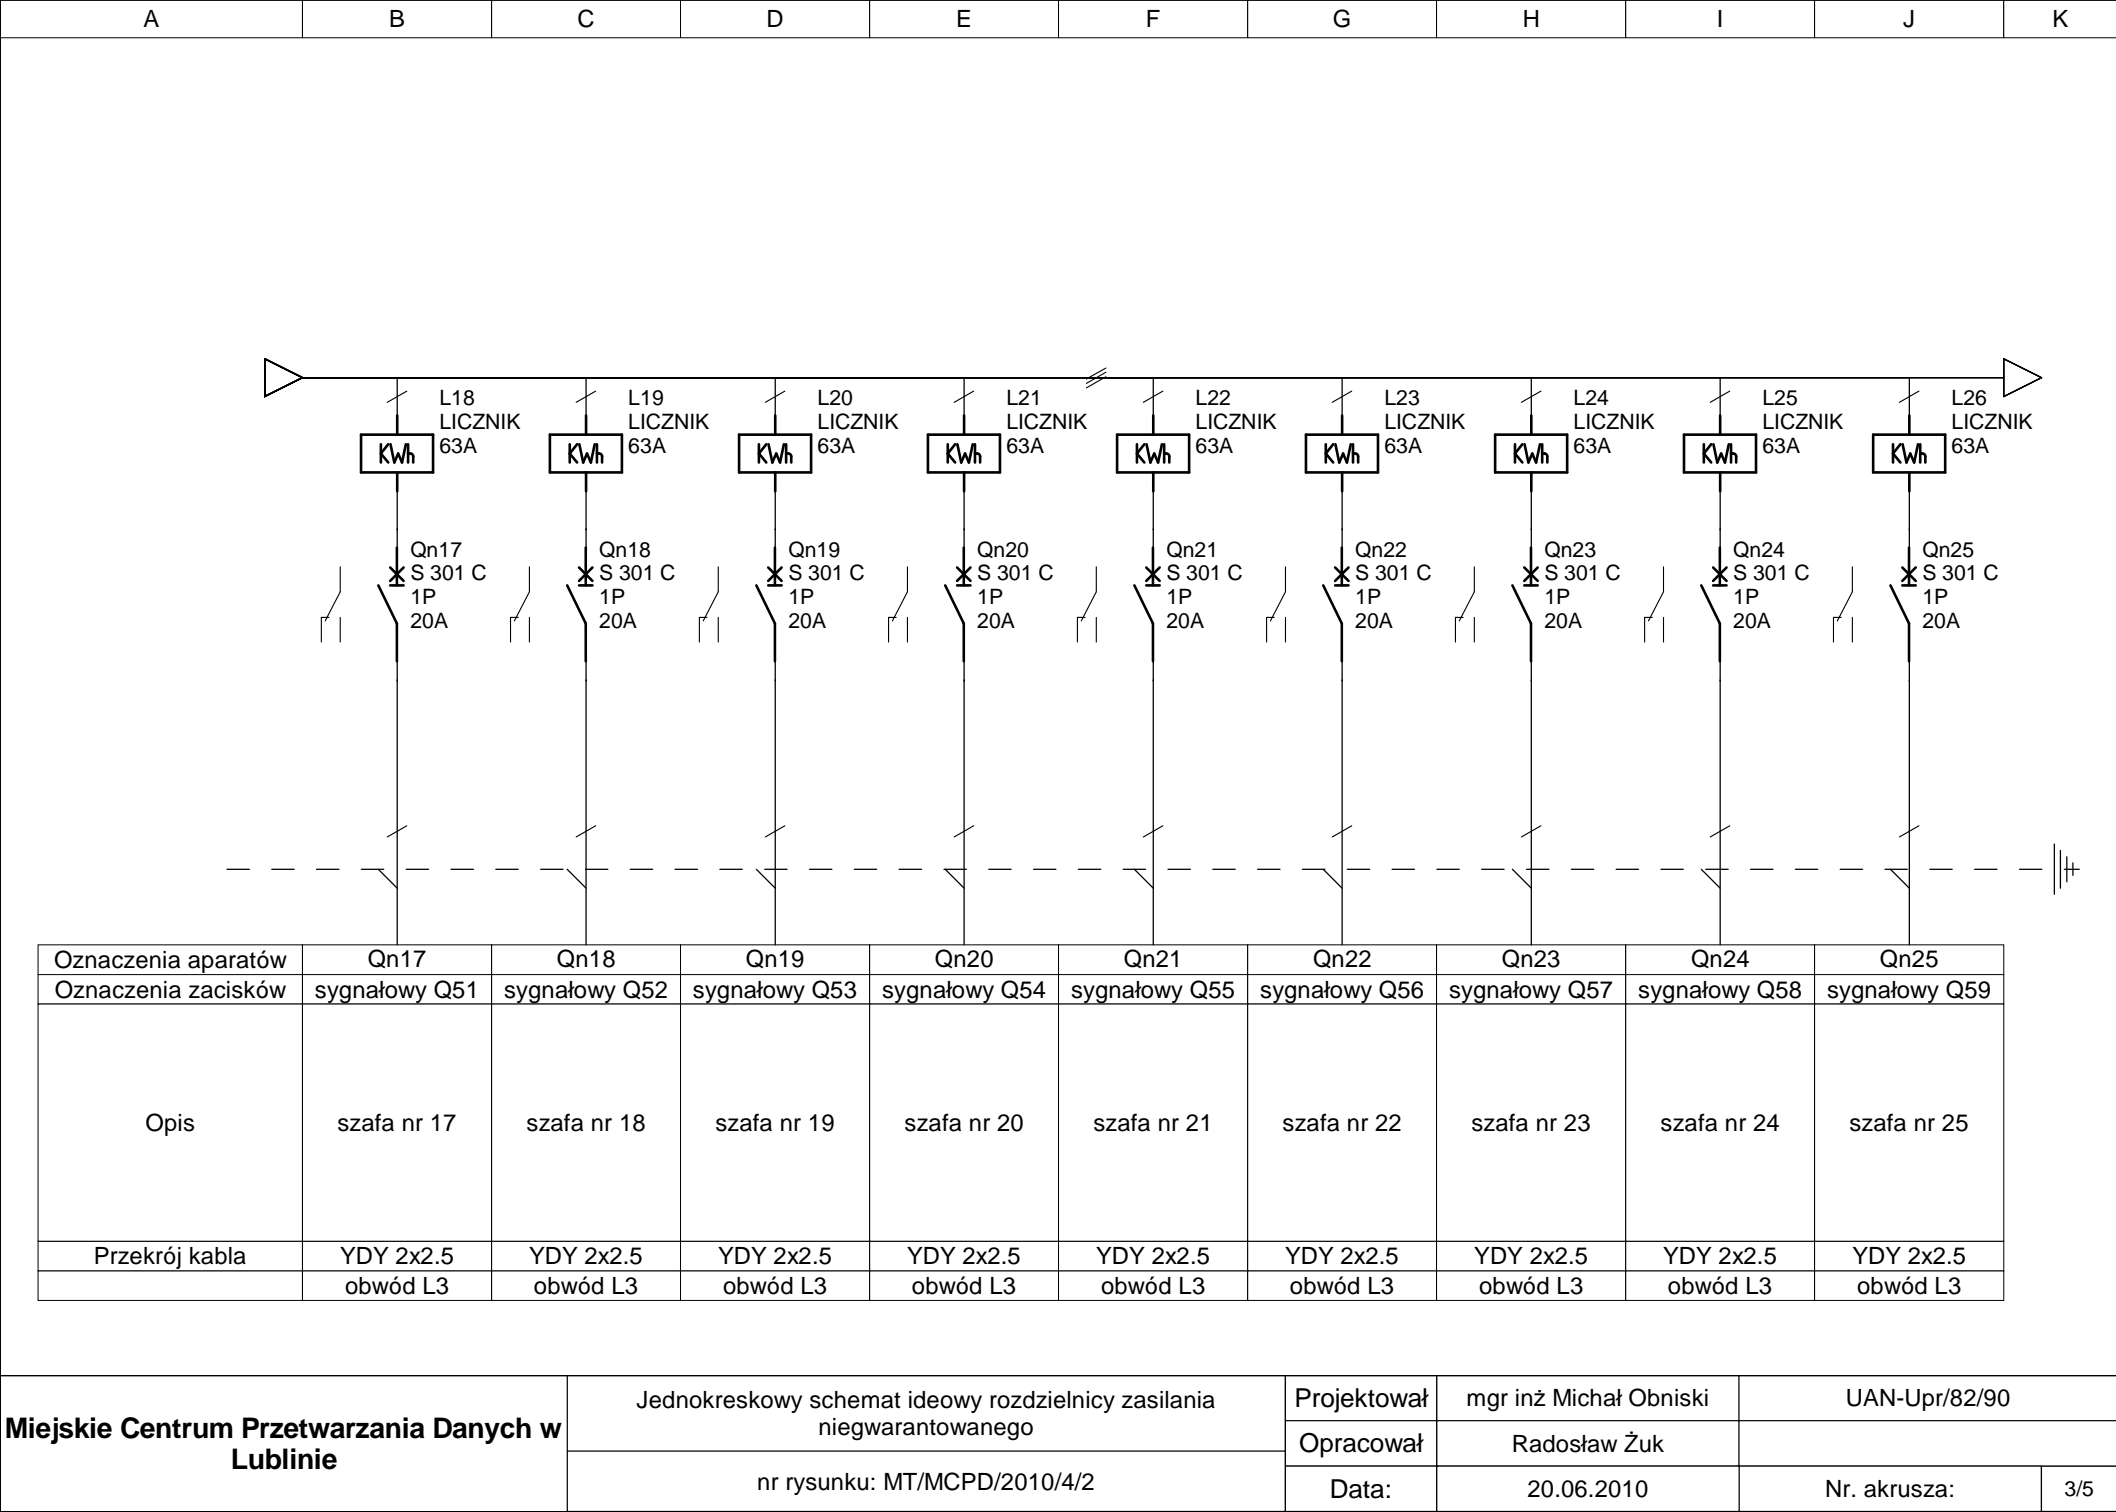 A B C D E F G H I J K
L18 L19 L20 L21 L22 L23 L24 L25 L26
LICZNIK LICZNIK LICZNIK LICZNIK LICZNIK LICZNIK LICZNIK LICZNIK LICZNIK
63A 63A 63A 63A 63A 63A 63A 63A 63A
KWh KWh KWh KWh KWh KWh KWh KWh KWh
Qn17 Qn18 Qn19 Qn20 Qn21 Qn22 Qn23 Qn24 Qn25
S 301 C S 301 C S 301 C S 301 C S 301 C S 301 C S 301 C S 301 C S 301 C
1P 1P 1P 1P 1P 1P 1P 1P 1P
20A 20A 20A 20A 20A 20A 20A 20A 20A
Oznaczenia aparatów Qn17 Qn18 Qn19 Qn20 Qn21 Qn22 Qn23 Qn24 Qn25
Oznaczenia zacisków sygnałowy Q51 sygnałowy Q52 sygnałowy Q53 sygnałowy Q54 sygnałowy Q55 sygnałowy Q56 sygnałowy Q57 sygnałowy Q58 sygnałowy Q59
Opis szafa nr 17 szafa nr 18 szafa nr 19 szafa nr 20 szafa nr 21 szafa nr 22 szafa nr 23 szafa nr 24 szafa nr 25
Przekrój kabla YDY 2x2.5 YDY 2x2.5 YDY 2x2.5 YDY 2x2.5 YDY 2x2.5 YDY 2x2.5 YDY 2x2.5 YDY 2x2.5 YDY 2x2.5
obwód L3 obwód L3 obwód L3 obwód L3 obwód L3 obwód L3 obwód L3 obwód L3 obwód L3
Miejskie Centrum Przetwarzania Danych w
Lublinie
Jednokreskowy schemat ideowy rozdzielnicy zasilania
niegwarantowanego
nr rysunku: MT/MCPD/2010/4/2
Projektował mgr inż Michał Obniski UAN-Upr/82/90
Opracował Radosław Żuk
Data: 20.06.2010 Nr. akrusza: 3/5